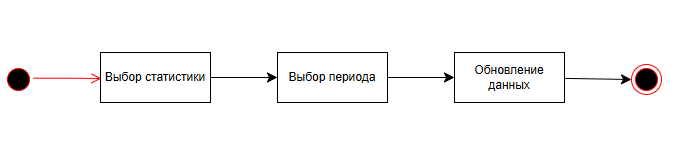 Выбор статистики
Выбор периода
Обновление
данных